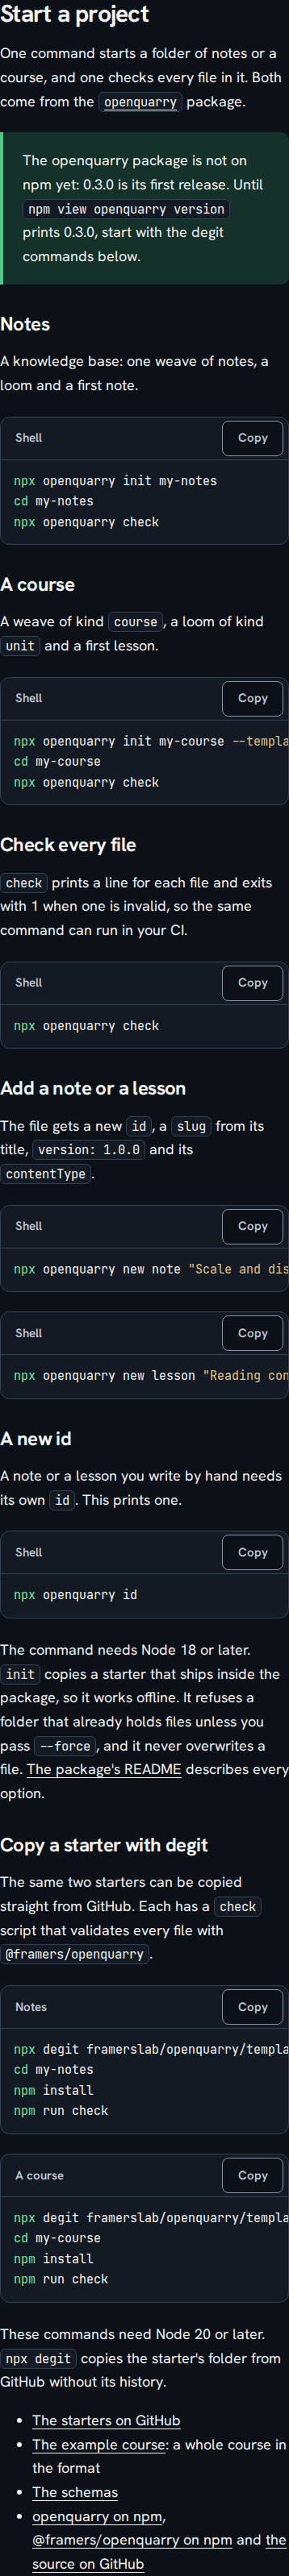 Start a project
One command starts a folder of notes or a
course, and one checks every file in it. Both
come from the openquarry package.
The openquarry package is not on
npm yet: 0.3.0 is its first release. Until
npm view openquarry version
prints 0.3.0, start with the degit
commands below.
Notes
A knowledge base: one weave of notes, a
loom and a first note.
Shell
Copy
npx openquarry init my-notes
cd my-notes
npx openquarry check
A course
A weave of kind course, a loom of kind
unit and a first lesson.
Shell
Copy
npx openquarry init my-course --templa
cd my-course
npx openquarry check
Check every file
check prints a line for each file and exits
with 1 when one is invalid, so the same
command can run in your CI.
Shell
Copy
npx openquarry check
Add a note or a lesson
The file gets a new id, a slug from its
title, version: 1.0.0 and its
contentType.
Shell
Copy
npx openquarry new note "Scale and dis
Shell
Copy
npx openquarry new lesson "Reading con
A new id
A note or a lesson you write by hand needs
its own id. This prints one.
Shell
Copy
npx openquarry id
The command needs Node 18 or later.
init copies a starter that ships inside the
package, so it works offline. It refuses a
folder that already holds files unless you
pass --force, and it never overwrites a
file. The package's README describes every
option.
Copy a starter with degit
The same two starters can be copied
straight from GitHub. Each has a check
script that validates every file with
@framers/openquarry.
Notes
Copy
npx degit framerslab/openquarry/templa
cd my-notes
npm install
npm run check
A course
Copy
npx degit framerslab/openquarry/templa
cd my-course
npm install
npm run check
These commands need Node 20 or later.
npx degit copies the starter's folder from
GitHub without its history.
• The starters on GitHub
• The example course: a whole course in
the format
• The schemas
• openquarry on npm,
@framers/openquarry on npm and the
source on GitHub